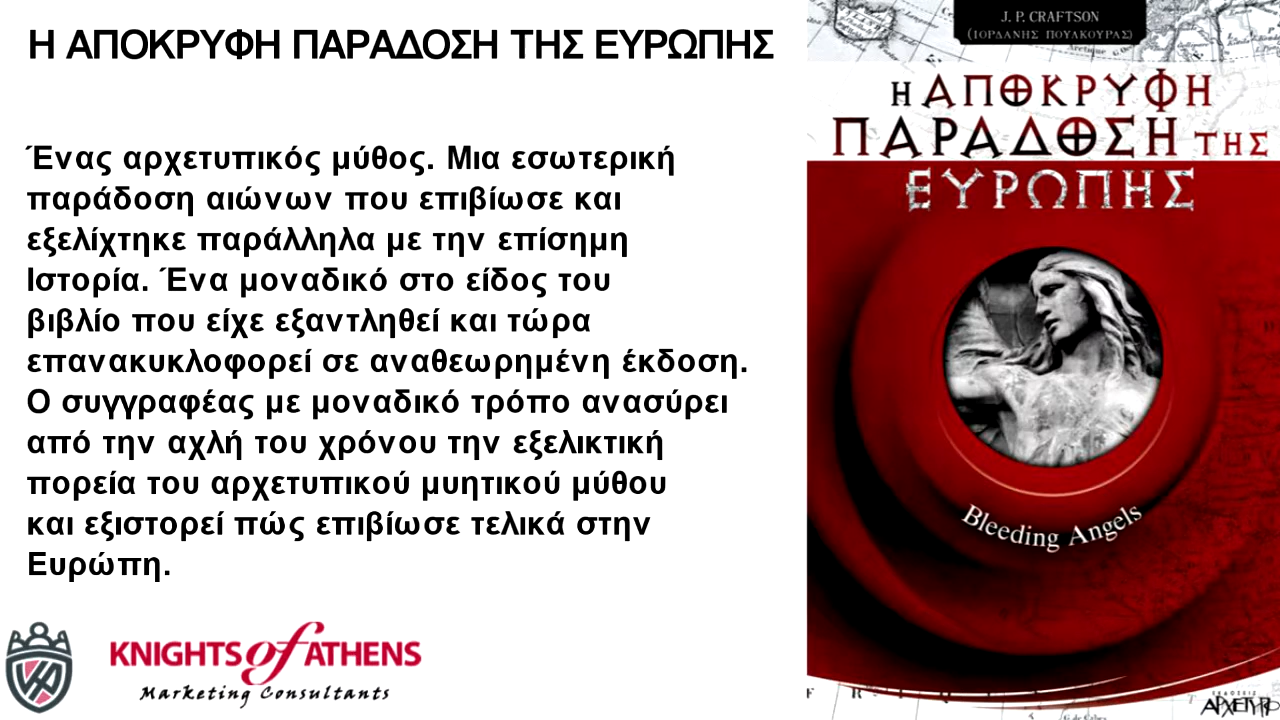 Η ΑΠΟΚΡΥΦΗ ΠΑΡΑΔΟΣΗ ΤΗΣ ΕΥΡΩΠΗΣ
Ένας αρχετυπικός μύθος. Μια εσωτερική
παράδοση αιώνων που επιβίωσε και
εξελίχτηκε παράλληλα με την επίσημη
Ιστορία. Ένα μοναδικό στο είδος του
βιβλίο που είχε εξαντληθεί και τώρα
επανακυκλοφορεί σε αναθεωρημένη έκδοση.
Ο συγγραφέας με μοναδικό τρόπο ανασύρει
από την αχλή του χρόνου την εξελικτική
πορεία του αρχετυπικού μυητικού μύθου
και εξιστορεί πώς επιβίωσε τελικά στην
Ευρώπη.
KNIGHTS of ATHENS
Marketing Consultants
J. P. CRAFTSON
(ΙΟΡΔΑΝΗΣ ΠΟΥΛΚΟΥΡΑΣ)
Η ΑΠΟΚΡΥΦΗ
ΠΑΡΑΔΟΣΗ ΤΗΣ
ΕΥΡΩΠΗΣ
Bleeding Angels
ΕΚΔΟΣΕΙΣ